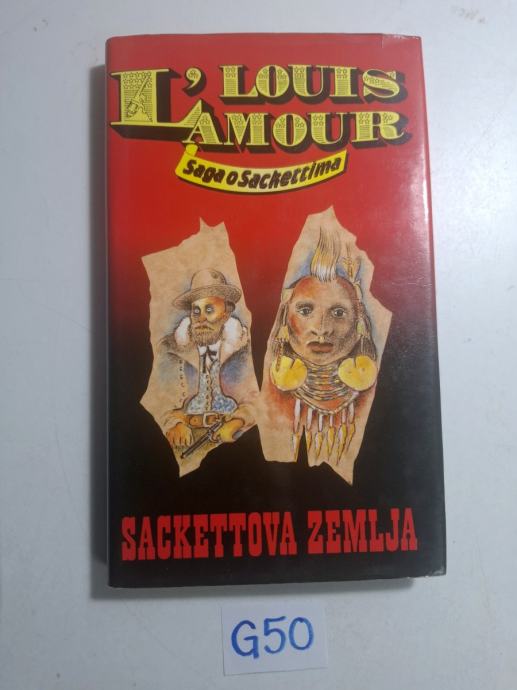 LOUIS
L'AMOUR
Saga o Sackettima
SACKETTOVA ZEMLJA
G50